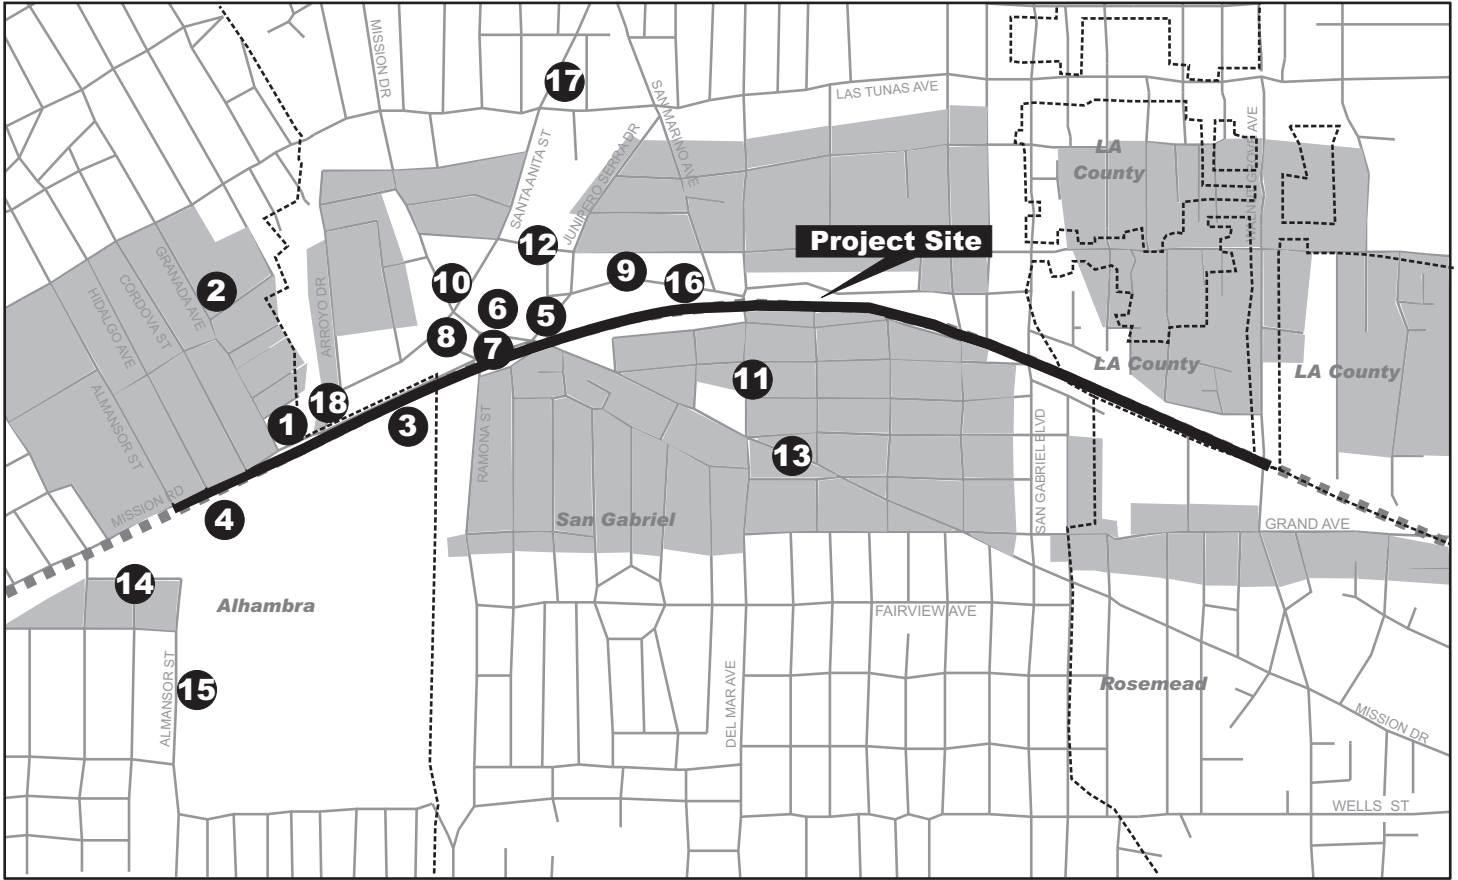 MISSION DR
17
SAN MARINO AVE
LAS TUNAS AVE
SANTA ANITA ST
JUNIPERO SERRA DR
LA
County
WALNUT GROVE AVE
12
Project Site
GRANADA AVE
CORDOVA ST
HIDALGO AVE
2
ARROYO DR
10
9
16
6
5
8
7
LA County
LA County
11
ALMANSOR ST
18
1
3
RAMONA ST
13
SAN GABRIEL BLVD
MISSION RD
4
San Gabriel
GRAND AVE
14
Alhambra
FAIRVIEW AVE
ALMANSOR ST
15
DEL MAR AVE
Rosemead
MISSION DR
WELLS ST